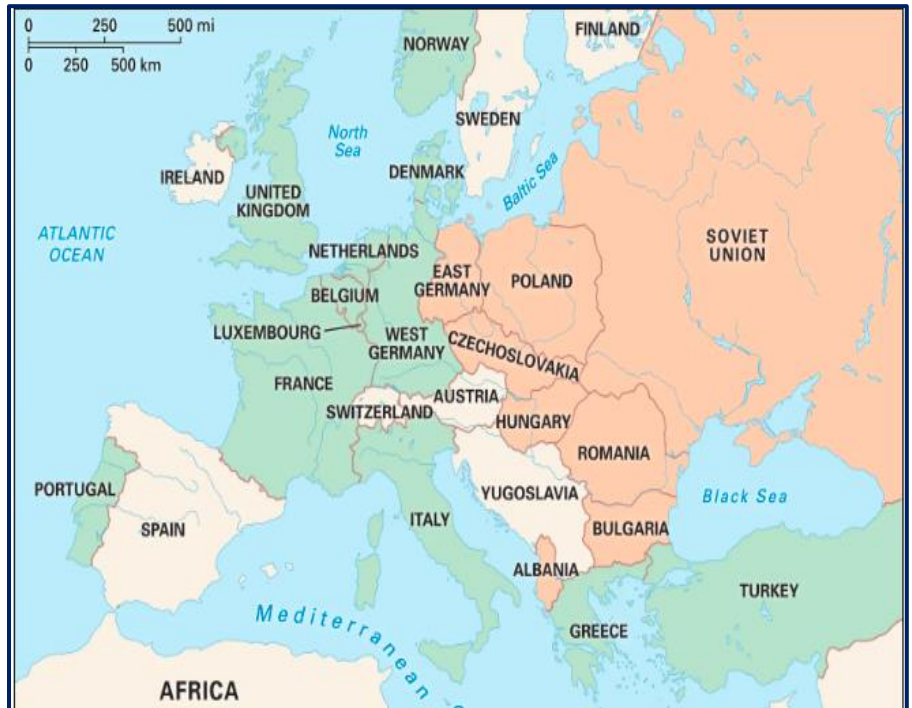 0 250 500 mi
0 250 500 km
NORWAY
FINLAND
SWEDEN
North
Sea
Baltic Sea
IRELAND
UNITED
KINGDOM
DENMARK
ATLANTIC
OCEAN
NETHERLANDS
BELGIUM
LUXEMBOURG
EAST
GERMANY
POLAND
SOVIET
UNION
WEST
GERMANY
CZECHOSLOVAKIA
FRANCE
SWITZERLAND
AUSTRIA
HUNGARY
ROMANIA
PORTUGAL
SPAIN
ITALY
YUGOSLAVIA
BULGARIA
Black Sea
ALBANIA
GREECE
TURKEY
Mediterranean
AFRICA